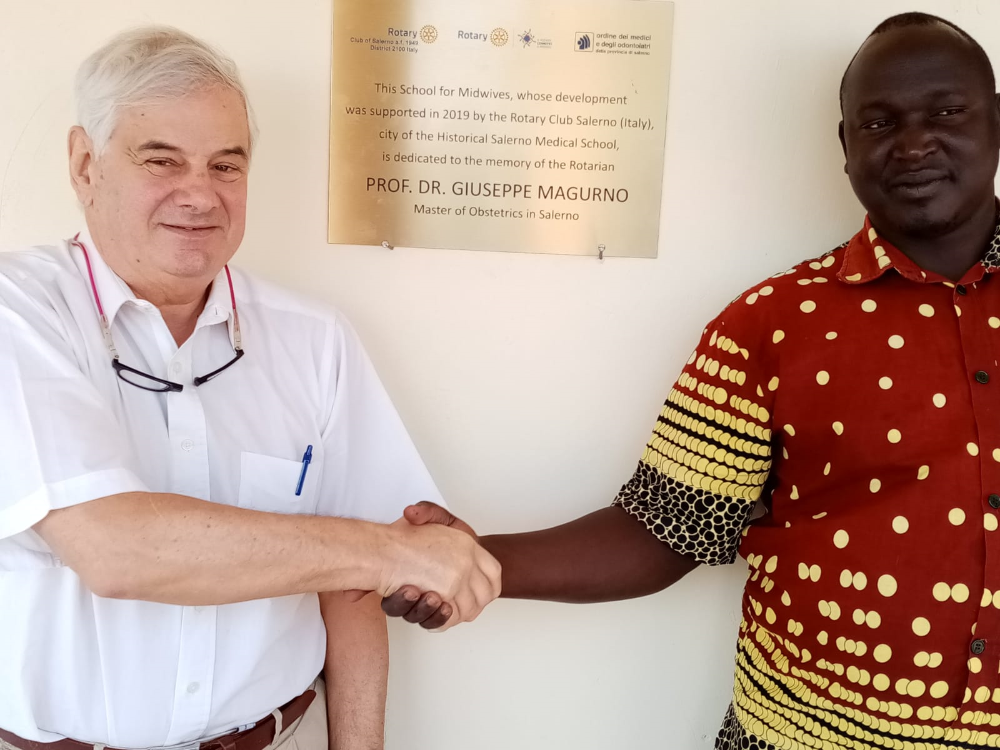 Rotary
Club of Salerno a.f. 1949
District 2100 Italy
Rotary
ordine dei medici
e degli odontoiatri
della provincia di salerno
This School for Midwives, whose development
was supported in 2019 by the Rotary Club Salerno (Italy),
city of the Historical Salerno Medical School,
is dedicated to the memory of the Rotarian
PROF. DR. GIUSEPPE MAGURNO
Master of Obstetrics in Salerno